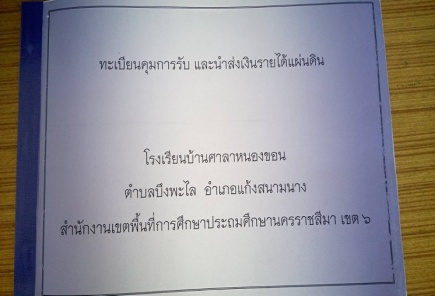 ทะเบียนคุมการรับ และนำส่งเงินรายได้แผ่นดิน
โรงเรียนบ้านศาลาหนองขอน
ตำบลบึงพะไล อำเภอแก้งสนามนาง
สำนักงานเขตพื้นที่การศึกษาประถมศึกษานครราชสีมา เขต ๖